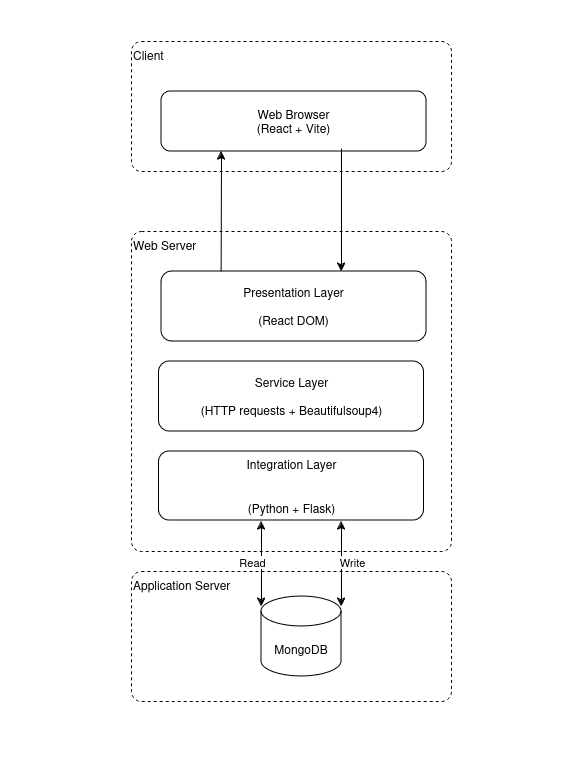 Client
Web Browser
(React + Vite)
Web Server
Presentation Layer
(React DOM)
Service Layer
(HTTP requests + Beautifulsoup4)
Integration Layer
(Python + Flask)
Read
Write
Application Server
MongoDB